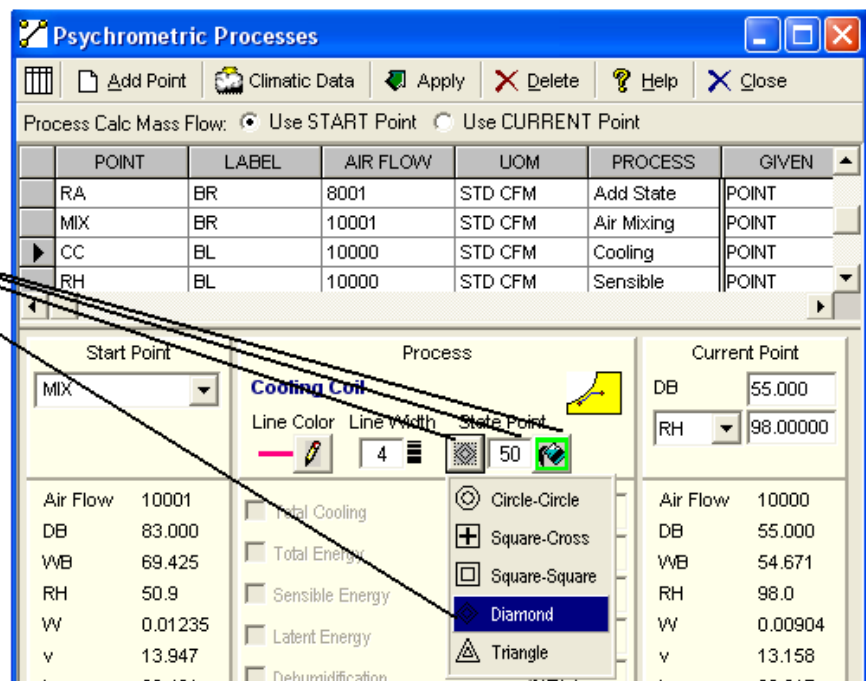 Psychrometric Processes
Add Point Climatic Data Apply Delete Help Close
Process Calc Mass Flow: Use START Point Use CURRENT Point
POINT LABEL AIR FLOW UOM PROCESS GIVEN
RA BR 8001 STD CFM Add State POINT
MIX BR 10001 STD CFM Air Mixing POINT
CC BL 10000 STD CFM Cooling POINT
RH BL 10000 STD CFM Sensible POINT
Start Point Process Current Point
MIX Cooling Coil DB 55.000
Line Color Line Width State Point
4 50 RH 98.00000
Air Flow 10001 Total Cooling Circle-Circle Air Flow 10000
DB 83.000 Square-Cross DB 55.000
WB 69.425 Total Energy Square-Square WB 54.671
RH 50.9 Sensible Energy Diamond RH 98.0
W 0.01235 Latent Energy Triangle W 0.00904
v 13.947 Dehumidification v 13.158